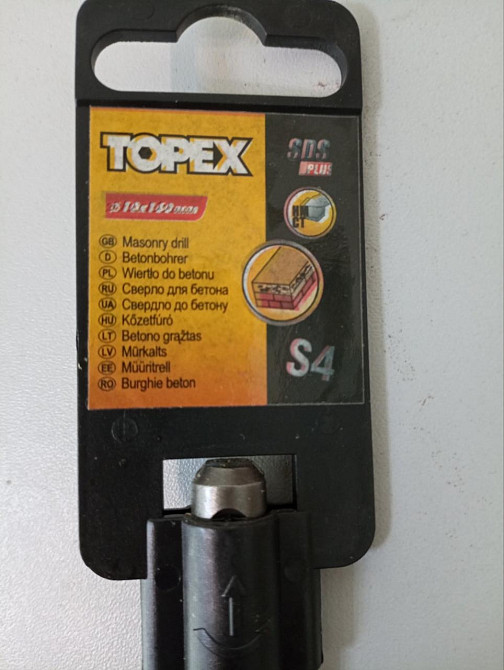 TOPEX
SDS
PLUS
GB Masonry drill
D Betonbohrer
PL Wiertło do betonu
RU Сверло для бетона
UA Свердло до бетону
HU Kőzetfúró
LT Betono grąžtas
LV Mūrkalts
EE Müüritrell
RO Burghie beton
S4